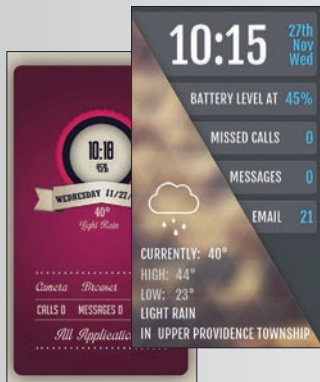 10:15
27th
Nov
Wed
BATTERY LEVEL AT 45%
MISSED CALLS 0
MESSAGES 0
EMAIL 21
CURRENTLY: 40°
HIGH: 44°
LOW: 23°
LIGHT RAIN
IN UPPER PROVIDENCE TOWNSHIP
10:18
45%
WEDNESDAY 11/27/
40°
Light Rain
Camera Browser
CALLS 0 MESSAGES 0
All Applicatio